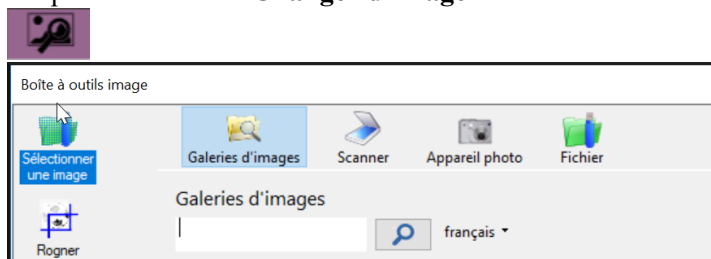 Boîte à outils image
Sélectionner
une image
Galeries d'images
Scanner
Appareil photo
Fichier
Galeries d'images
français
Rogner